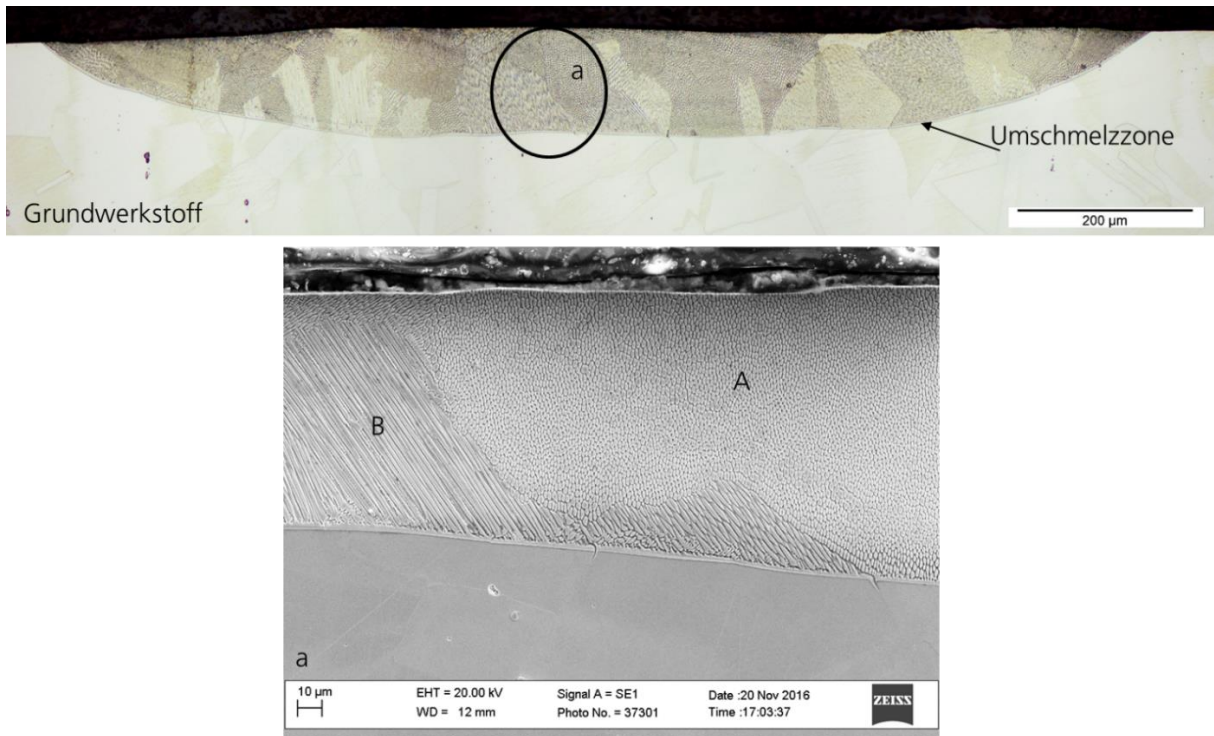 a
Umschmelzzone
Grundwerkstoff
200 µm
A
B
a
10 µm
EHT = 20.00 kV
Signal A = SE1
Date :20 Nov 2016
WD = 12 mm
Photo No. = 37301
Time :17:03:37
ZEISS